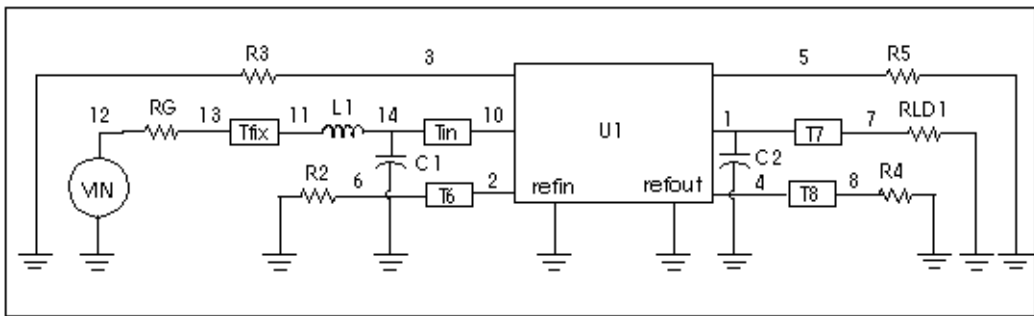 R3 3 5 R5
12 RG 13 11 L1 14 10 U1 1 7 RLD1
Tfix Tin T7
VIN C1 C2
R2 6 2 refin refout 4 8 R4
T6 T8